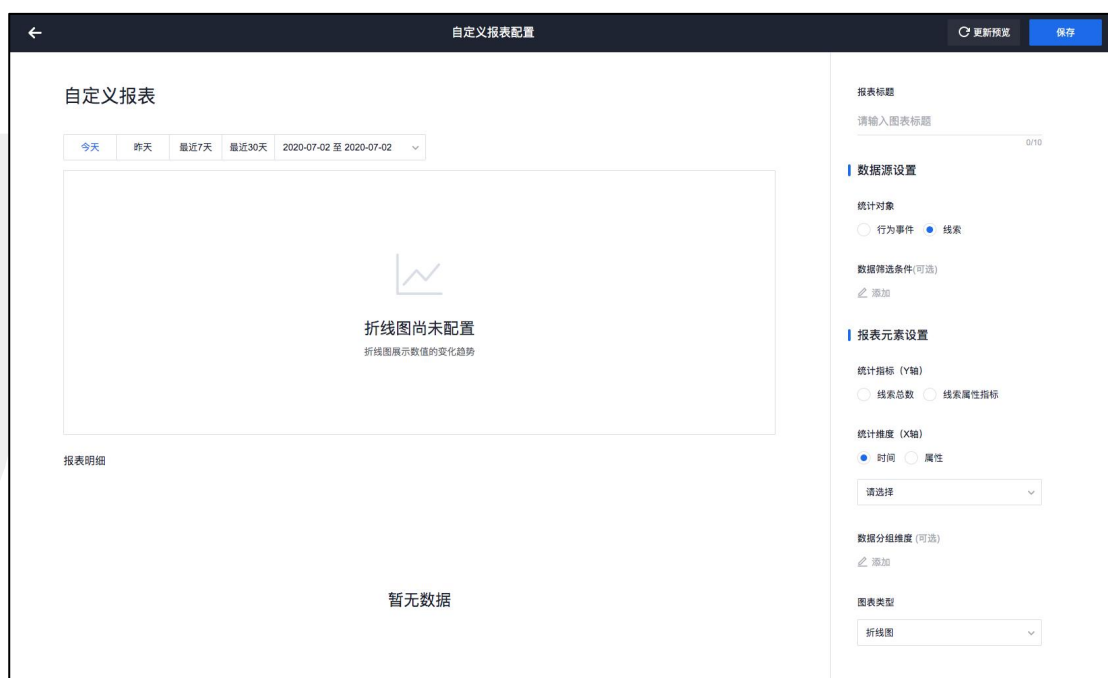 自定义报表配置
更新预览
保存
自定义报表
今天 昨天 最近7天 最近30天 2020-07-02 至 2020-07-02
折线图尚未配置
折线图展示数值的变化趋势
报表明细
暂无数据
报表标题
请输入图表标题
0/10
数据源设置
统计对象
行为事件 线索
数据筛选条件(可选)
添加
报表元素设置
统计指标（Y轴）
线索总数 线索属性指标
统计维度（X轴）
时间 属性
请选择
数据分组维度 (可选)
添加
图表类型
折线图